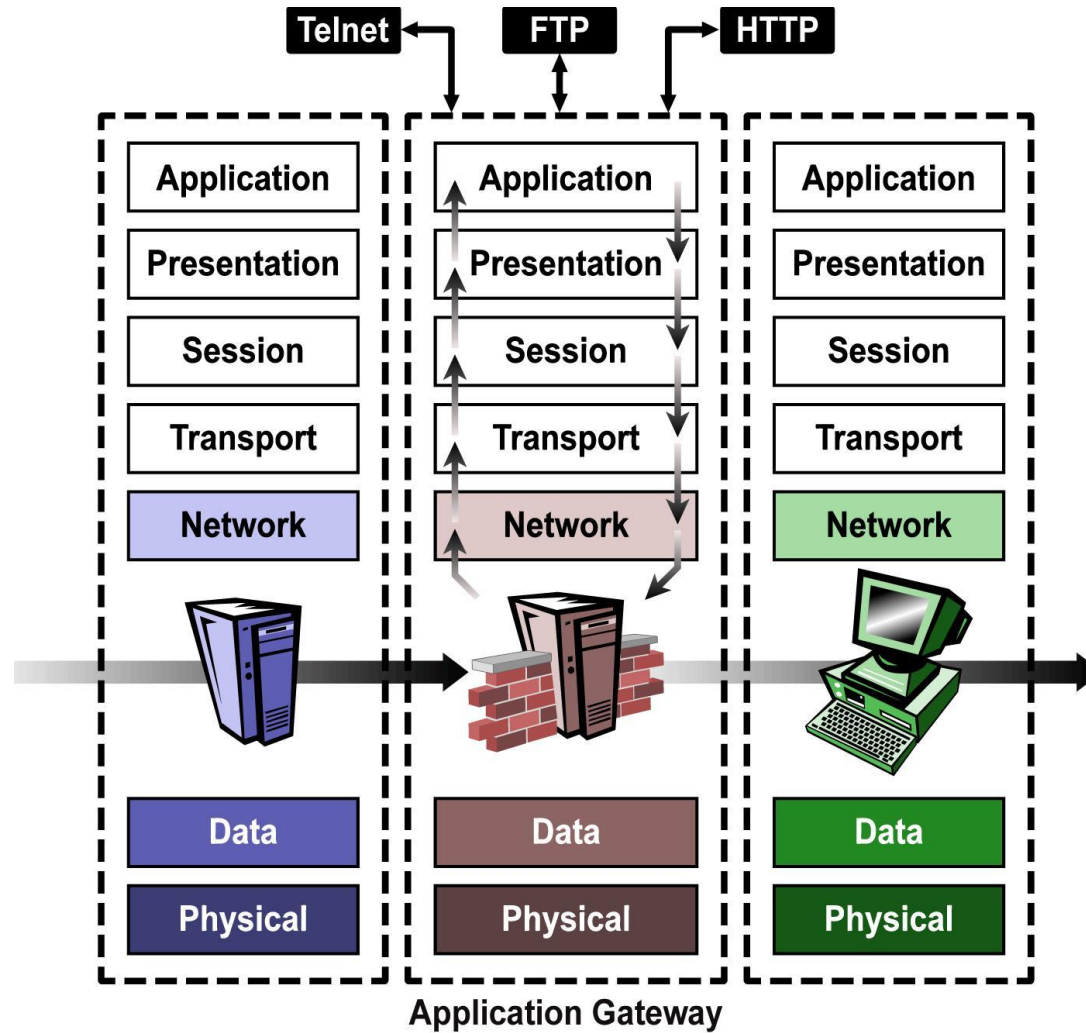 Telnet
FTP
HTTP
Application
Application
Application
Presentation
Presentation
Presentation
Session
Session
Session
Transport
Transport
Transport
Network
Network
Network
Data
Data
Data
Physical
Physical
Physical
Application Gateway